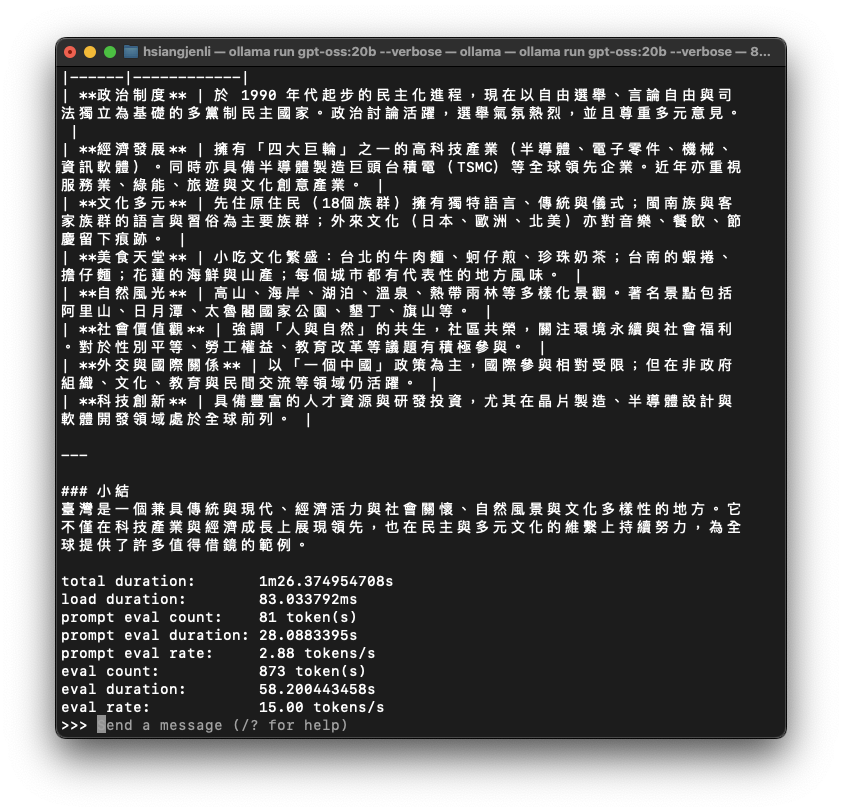 hsiangjenli — ollama run gpt-oss:20b --verbose — ollama — ollama run gpt-oss:20b --verbose — 8...
|------|------------|
| **政治制度** | 於 1990 年代起步的民主化進程，現在以自由選舉、言論自由與司
法獨立為基礎的多黨制民主國家。政治討論活躍，選舉氣氛熱烈，並且尊重多元意見。
|
| **經濟發展** | 擁有「四大巨輪」之一的高科技產業（半導體、電子零件、機械、
資訊軟體）。同時亦具備半導體製造巨頭台積電（TSMC）等全球領先企業。近年亦重視
服務業、綠能、旅遊與文化創意產業。 |
| **文化多元** | 先住原住民（18個族群）擁有獨特語言、傳統與儀式；閩南族與客
家族群的語言與習俗為主要族群；外來文化（日本、歐洲、北美）亦對音樂、餐飲、節
慶留下痕跡。 |
| **美食天堂** | 小吃文化繁盛：台北的牛肉麵、蚵仔煎、珍珠奶茶；台南的蝦捲、
擔仔麵；花蓮的海鮮與山產；每個城市都有代表性的地方風味。 |
| **自然風光** | 高山、海岸、湖泊、溫泉、熱帶雨林等多樣化景觀。著名景點包括
阿里山、日月潭、太魯閣國家公園、墾丁、旗山等。 |
| **社會價值觀** | 強調「人與自然」的共生，社區共榮，關注環境永續與社會福利
。對於性別平等、勞工權益、教育改革等議題有積極參與。 |
| **外交與國際關係** | 以「一個中國」政策為主，國際參與相對受限；但在非政府
組織、文化、教育與民間交流等領域仍活躍。 |
| **科技創新** | 具備豐富的人才資源與研發投資，尤其在晶片製造、半導體設計與
軟體開發領域處於全球前列。 |
---
### 小結
臺灣是一個兼具傳統與現代、經濟活力與社會關懷、自然風景與文化多樣性的地方。它
不僅在科技產業與經濟成長上展現領先，也在民主與多元文化的維繫上持續努力，為全
球提供了許多值得借鏡的範例。
total duration: 1m26.374954708s
load duration: 83.033792ms
prompt eval count: 81 token(s)
prompt eval duration: 28.0883395s
prompt eval rate: 2.88 tokens/s
eval count: 873 token(s)
eval duration: 58.200443458s
eval rate: 15.00 tokens/s
>>> Send a message (/? for help)